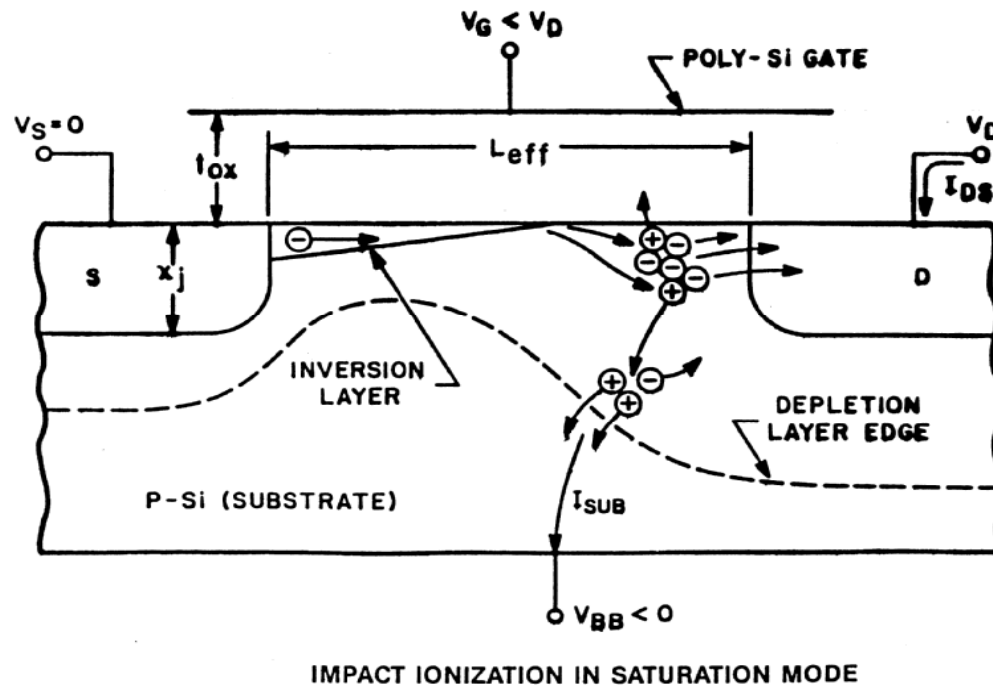 V_G < V_D
POLY-Si GATE
V_S=0
V_D
t_ox
L_eff
I_DS
x_j
S
D
INVERSION
LAYER
DEPLETION
LAYER EDGE
P-Si (SUBSTRATE)
I_SUB
V_BB < 0
IMPACT IONIZATION IN SATURATION MODE